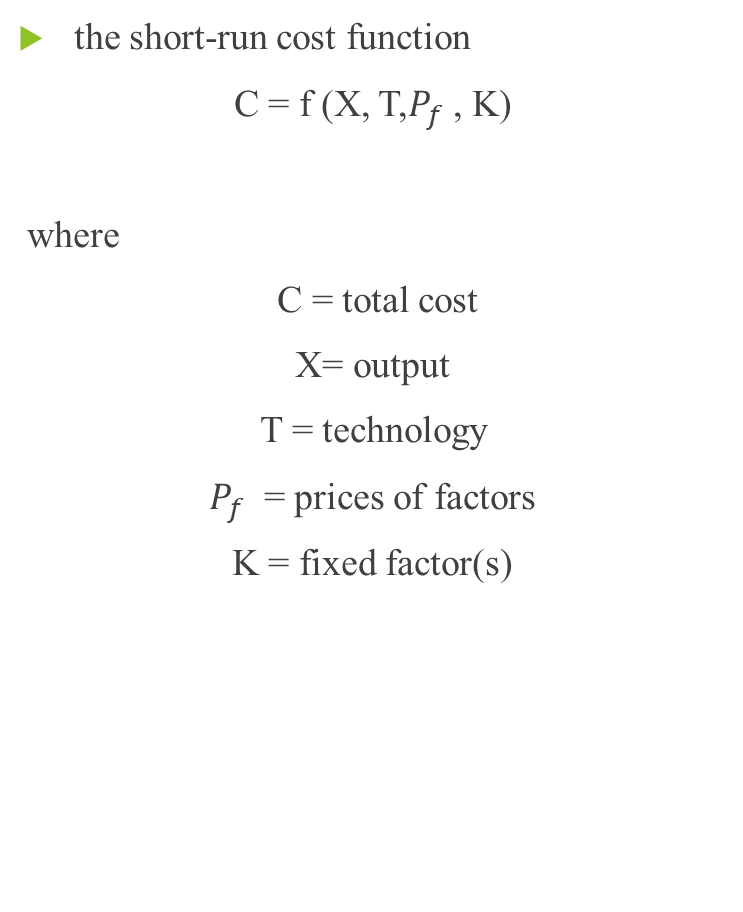 the short-run cost function
C = f (X, T,P_f , K)
where
C = total cost
X= output
T = technology
P_f = prices of factors
K = fixed factor(s)